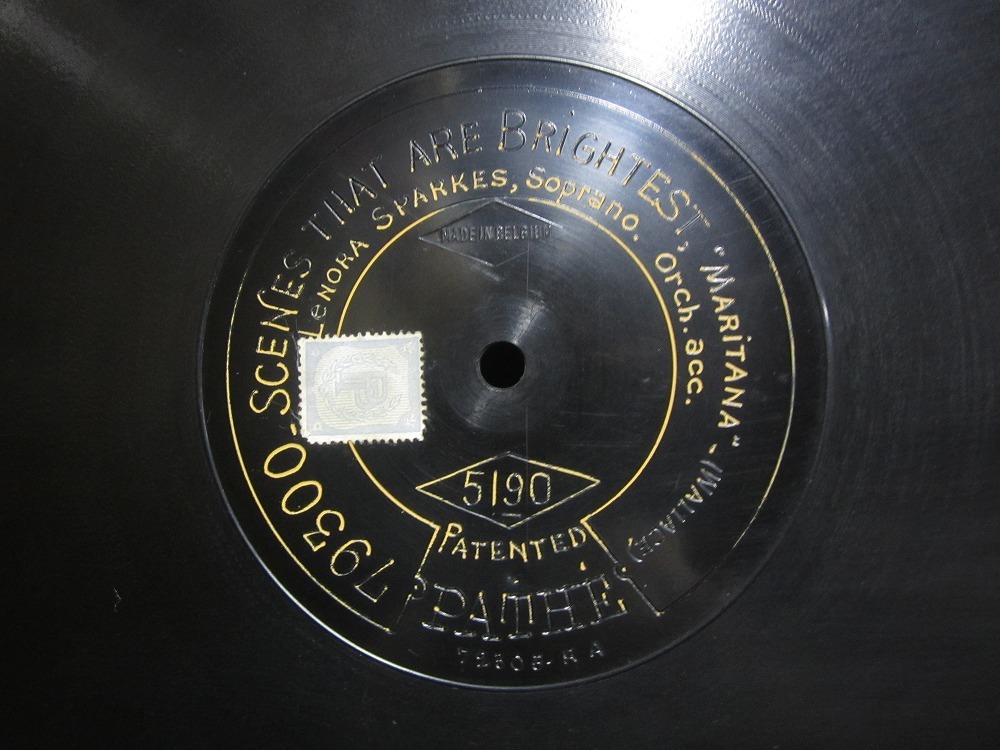 79300-SCENES THAT ARE BRIGHTEST, "MARITANA" - (WALLACE)
LeNORA SPARKES, Soprano. Orch. acc.
MADE IN BELGIUM
5190
PATENTED
PATHÉ